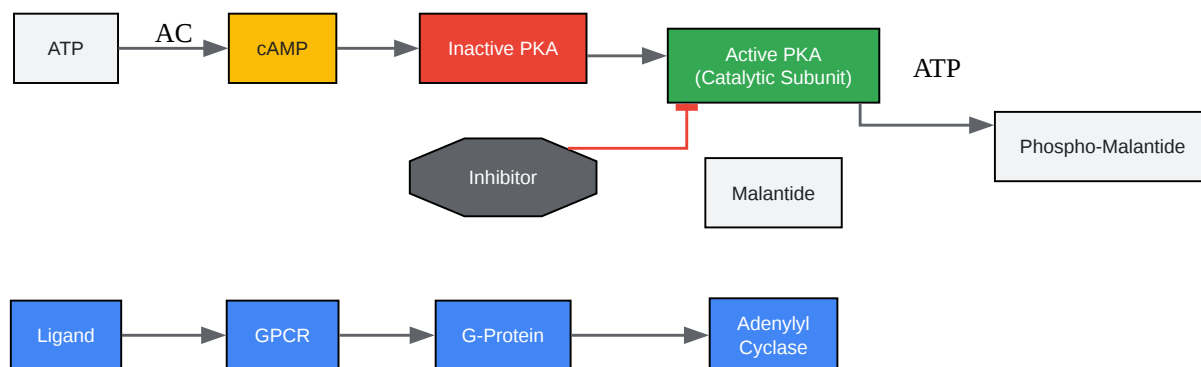 ATP
AC
cAMP
Inactive PKA
Active PKA
(Catalytic Subunit)
ATP
Phospho-Malantide
Inhibitor
Malantide
Ligand
GPCR
G-Protein
Adenylyl
Cyclase